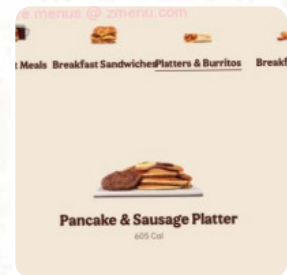 e menus @ zmenu.com
t Meals Breakfast Sandwiches Platters & Burritos Breakf
Pancake & Sausage Platter
605 Cal